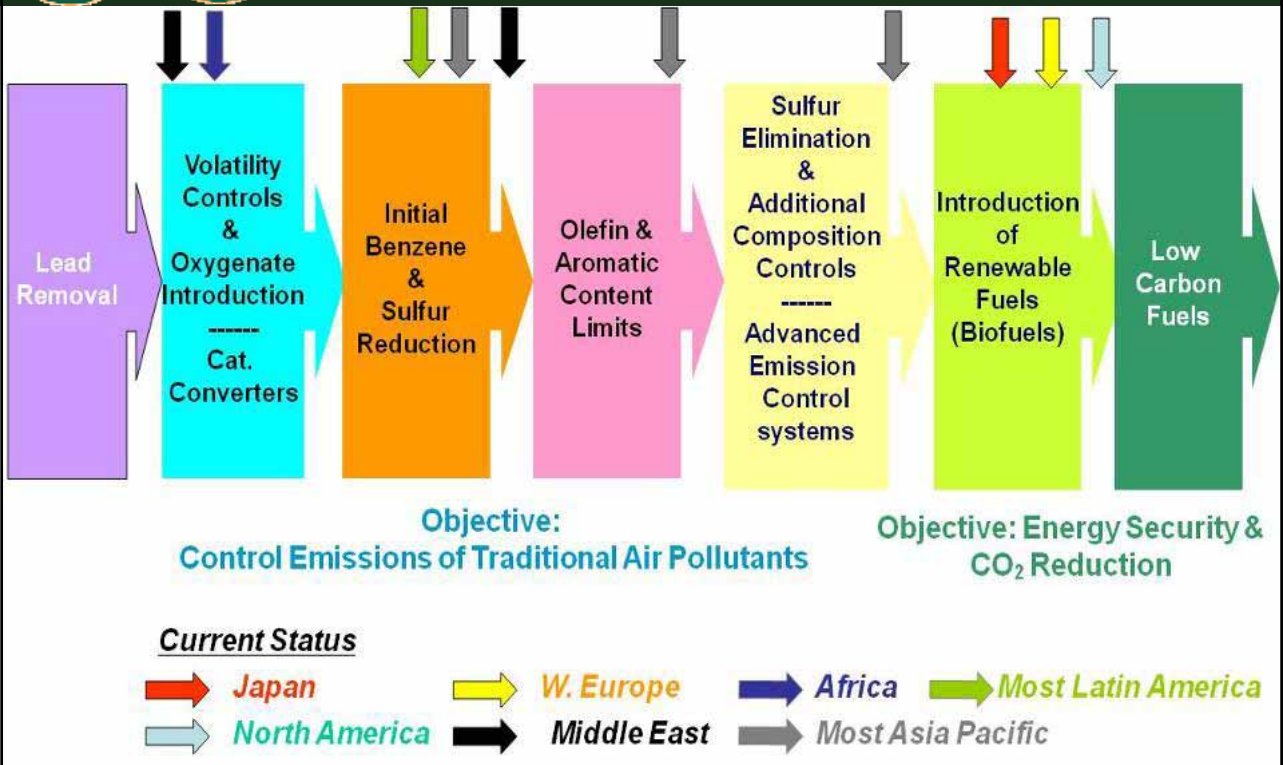 Lead
Removal
Volatility
Controls
&
Oxygenate
Introduction
------
Cat.
Converters
Initial
Benzene
&
Sulfur
Reduction
Olefin &
Aromatic
Content
Limits
Sulfur
Elimination
&
Additional
Composition
Controls
------
Advanced
Emission
Control
systems
Introduction
of
Renewable
Fuels
(Biofuels)
Low
Carbon
Fuels
Objective:
Control Emissions of Traditional Air Pollutants
Objective: Energy Security &
CO₂ Reduction
Current Status
Japan
W. Europe
Africa
Most Latin America
North America
Middle East
Most Asia Pacific